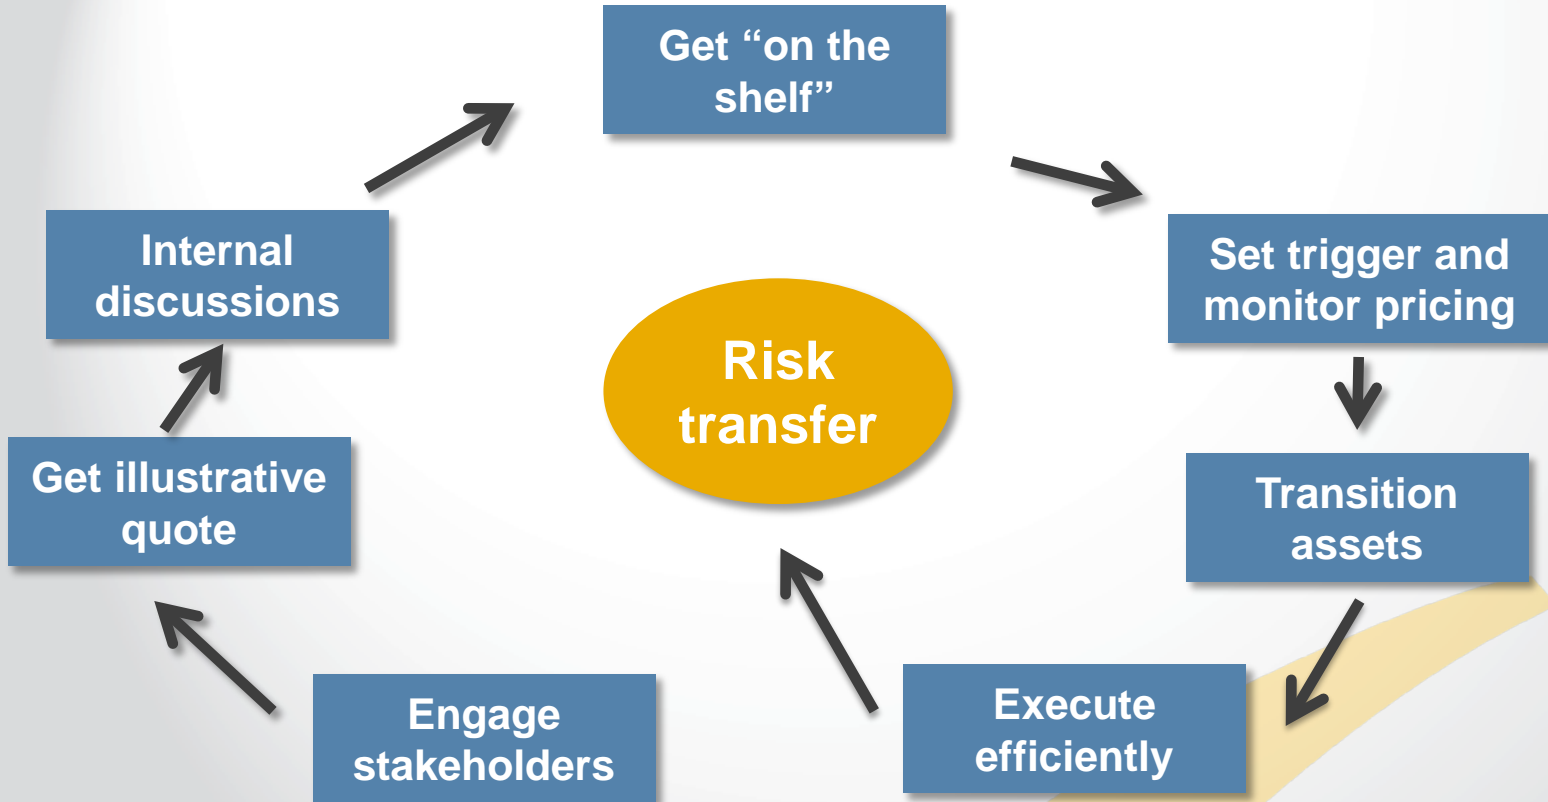 Get “on the
shelf”
Internal
discussions
Set trigger and
monitor pricing
Risk
transfer
Get illustrative
quote
Transition
assets
Engage
stakeholders
Execute
efficiently